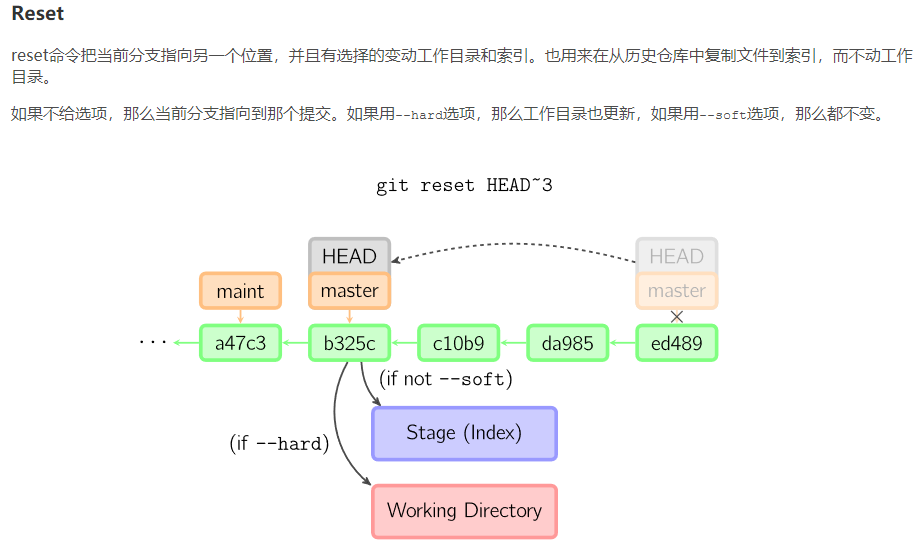 Reset
reset命令把当前分支指向另一个位置，并且有选择的变动工作目录和索引。也用来在从历史仓库中复制文件到索引，而不动工作
目录。
如果不给选项，那么当前分支指向到那个提交。如果用--hard选项，那么工作目录也更新，如果用--soft选项，那么都不变。
git reset HEAD~3
HEAD
HEAD
maint
master
master
×
...
a47c3
b325c
c10b9
da985
ed489
(if not --soft)
Stage (Index)
(if --hard)
Working Directory